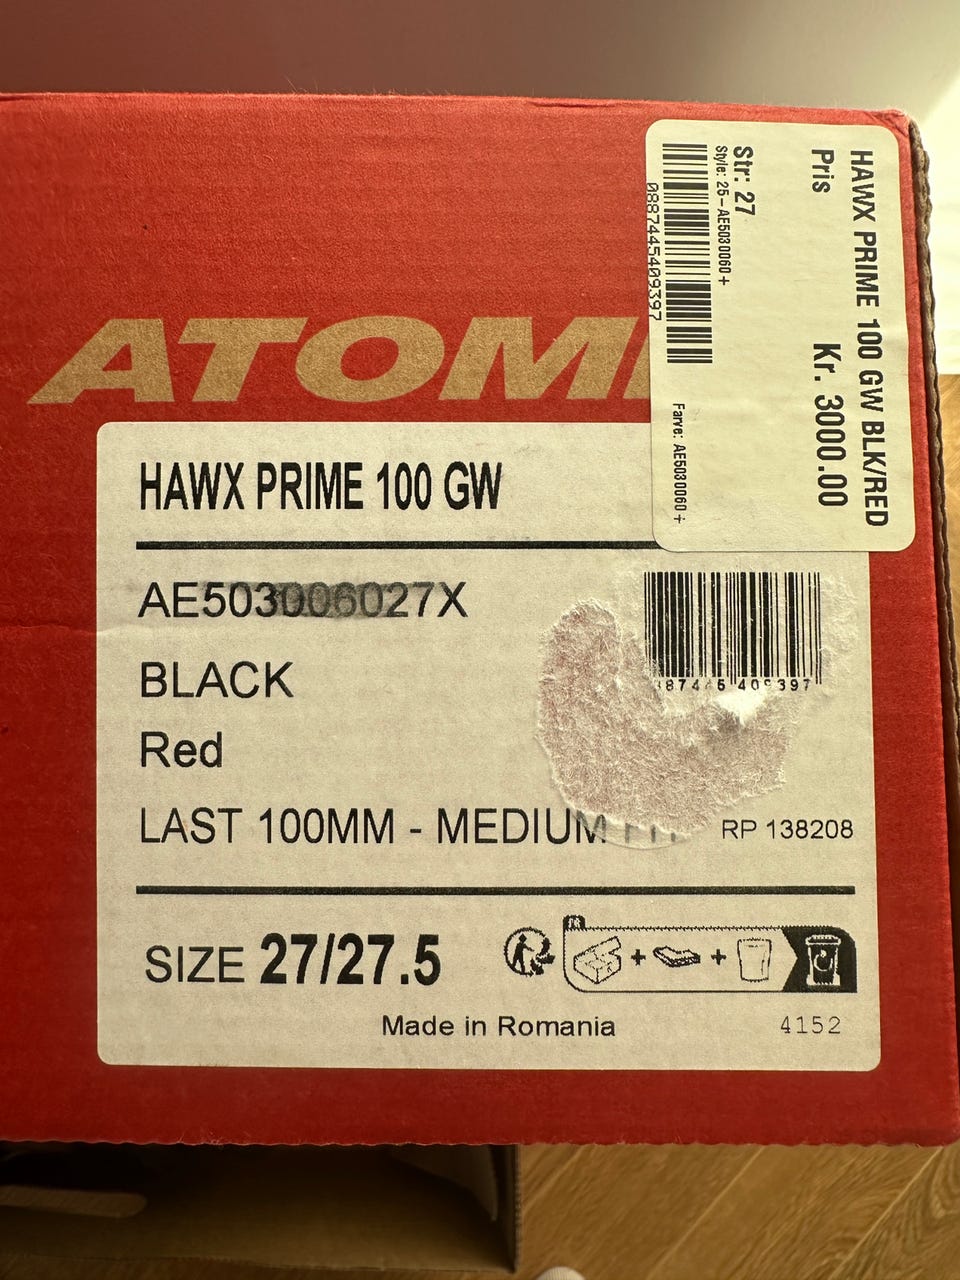 ATOMI
HAWX PRIME 100 GW BLK/RED
Pris Kr. 3000.00
Str: 27
Style: 25-AE5030060+
Farve: AE5030060+
0887445409397
HAWX PRIME 100 GW
AE503006027X
BLACK
Red
LAST 100MM - MEDIUM
RP 138208
SIZE 27/27.5
FR
+ +
Made in Romania
4152